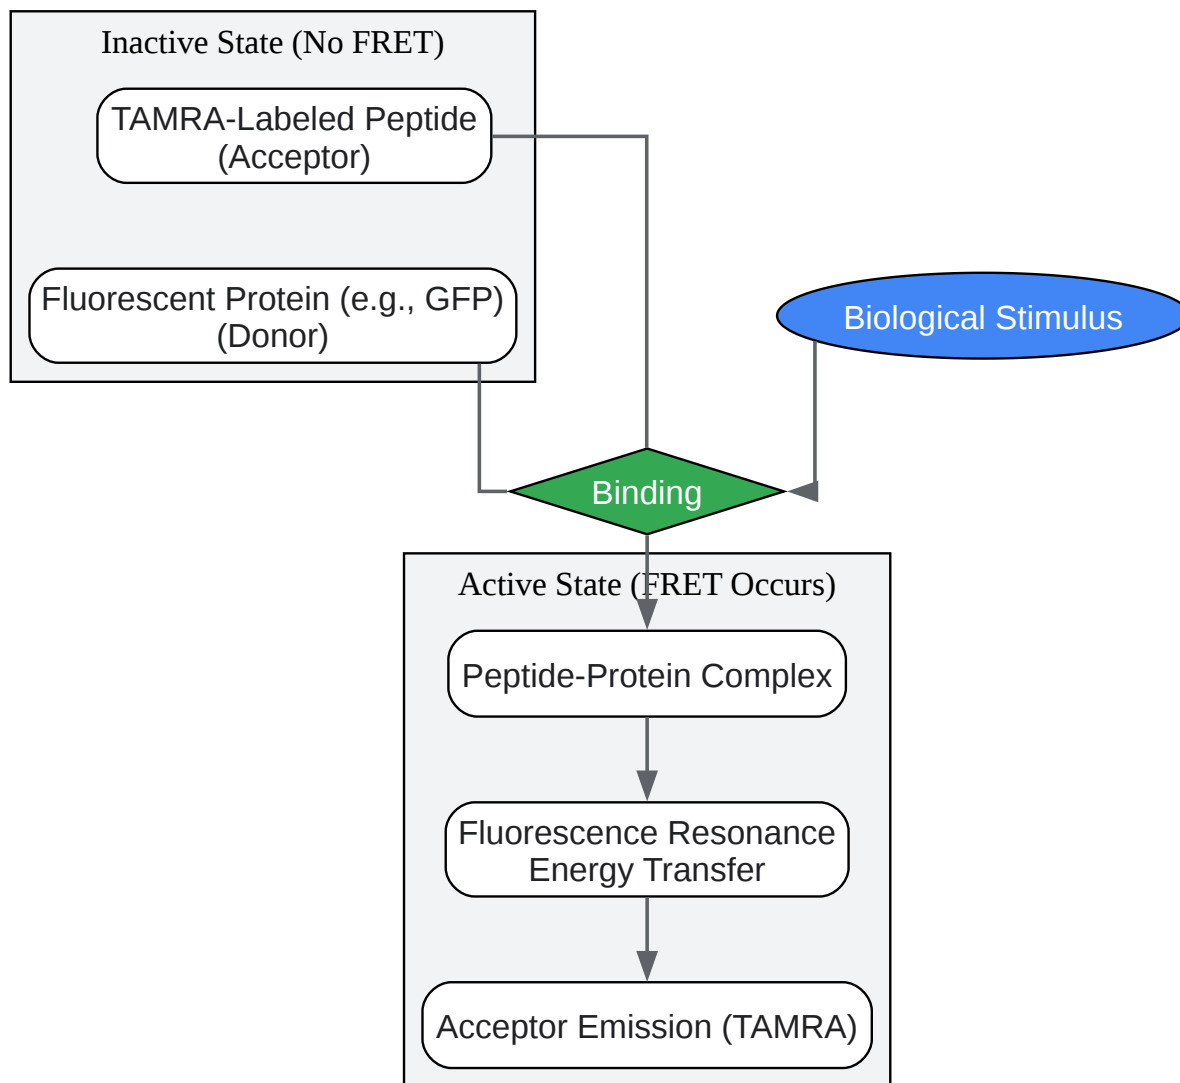 Inactive State (No FRET)
TAMRA-Labeled Peptide
(Acceptor)
Fluorescent Protein (e.g., GFP)
(Donor)
Biological Stimulus
Binding
Active State (FRET Occurs)
Peptide-Protein Complex
Fluorescence Resonance
Energy Transfer
Acceptor Emission (TAMRA)